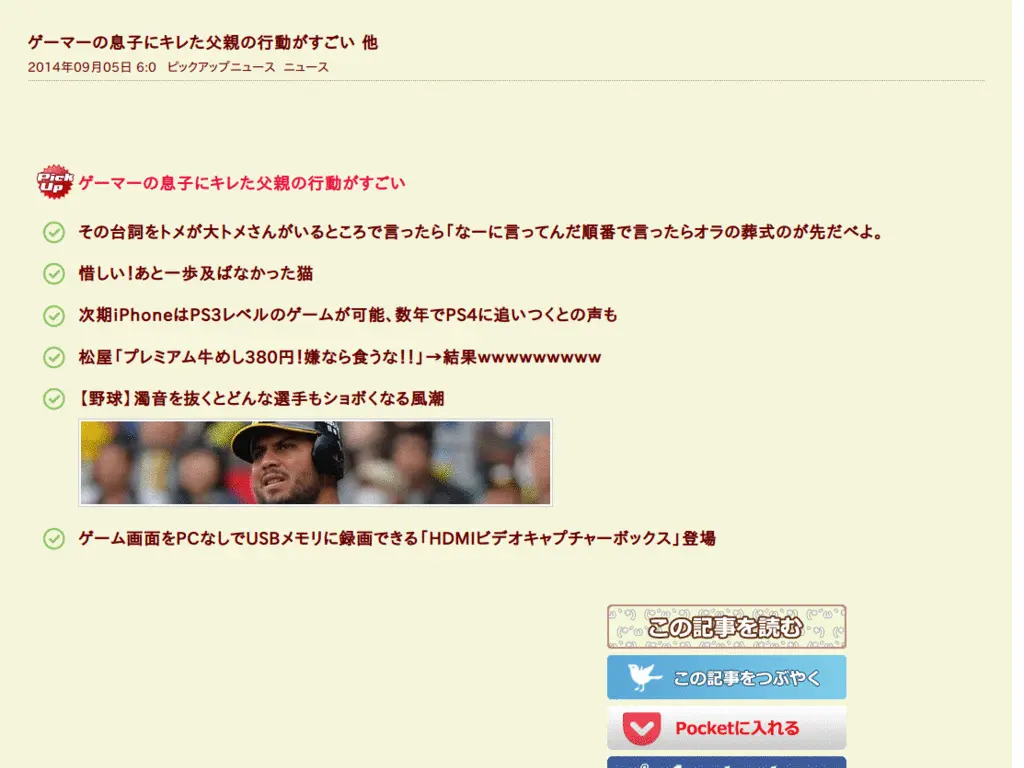 ゲーマーの息子にキレた父親の行動がすごい 他
2014年09月05日 6:0 ピックアップニュース ニュース
Pick Up
ゲーマーの息子にキレた父親の行動がすごい
その台詞をトメが大トメさんがいるところで言ったら「なーに言ってんだ順番で言ったらオラの葬式のが先だべよ。
惜しい！あと一歩及ばなかった猫
次期iPhoneはPS3レベルのゲームが可能、数年でPS4に追いつくとの声も
松屋「プレミアム牛めし380円！嫌なら食うな！！」→結果wwwwwwwww
【野球】濁音を抜くとどんな選手もショボくなる風潮
ゲーム画面をPCなしでUSBメモリに録画できる「HDMIビデオキャプチャーボックス」登場
この記事を読む
この記事をつぶやく
Pocketに入れる